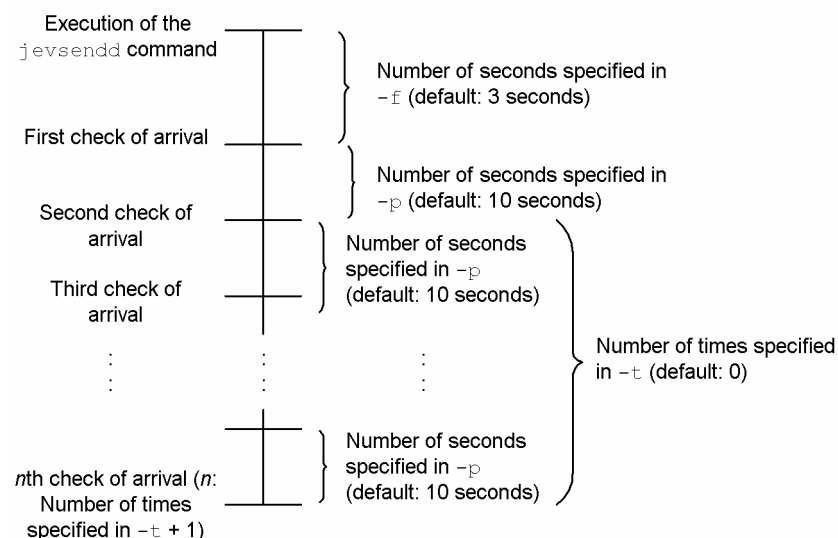 Execution of the
jevsendd command
Number of seconds specified in
-f (default: 3 seconds)
First check of arrival
Number of seconds specified in
-p (default: 10 seconds)
Second check of
arrival
Number of seconds
specified in -p
(default: 10 seconds)
Third check of
arrival
Number of times specified
in -t (default: 0)
Number of seconds
specified in -p
(default: 10 seconds)
nth check of arrival (n:
Number of times
specified in -t + 1)